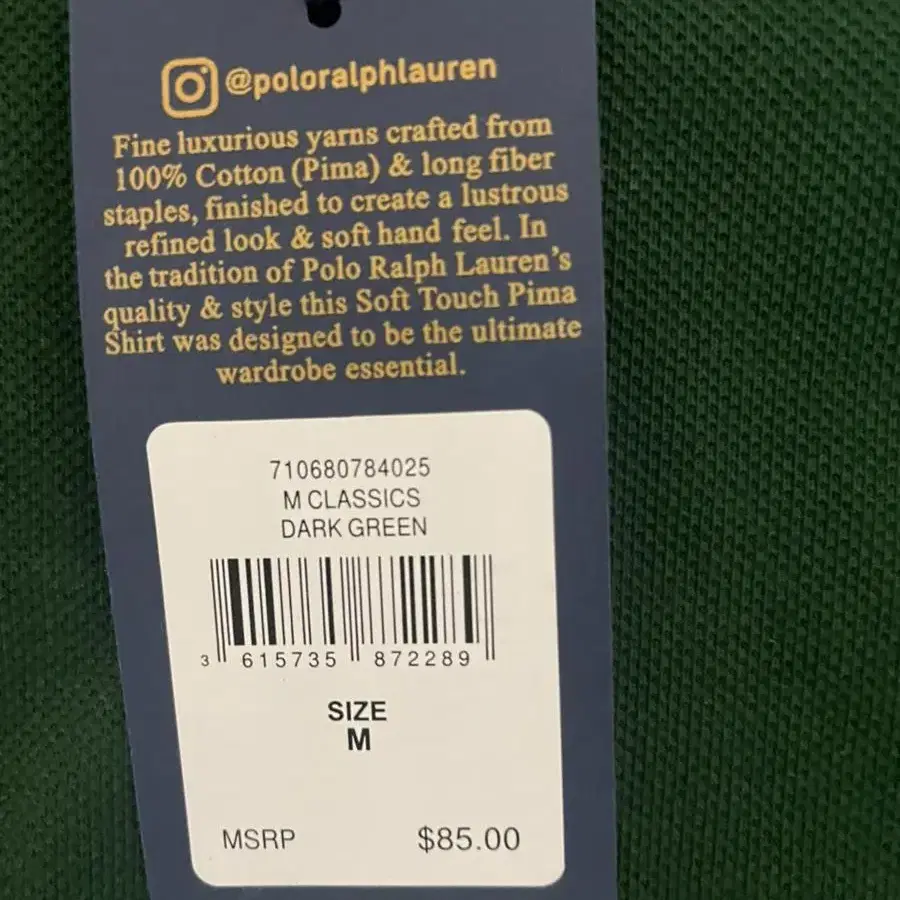 @poloralphlauren
Fine luxurious yarns crafted from
100% Cotton (Pima) & long fiber
staples, finished to create a lustrous
refined look & soft hand feel. In
the tradition of Polo Ralph Lauren's
quality & style this Soft Touch Pima
Shirt was designed to be the ultimate
wardrobe essential.
710680784025
M CLASSICS
DARK GREEN
3 615735 872289
SIZE
M
MSRP $85.00